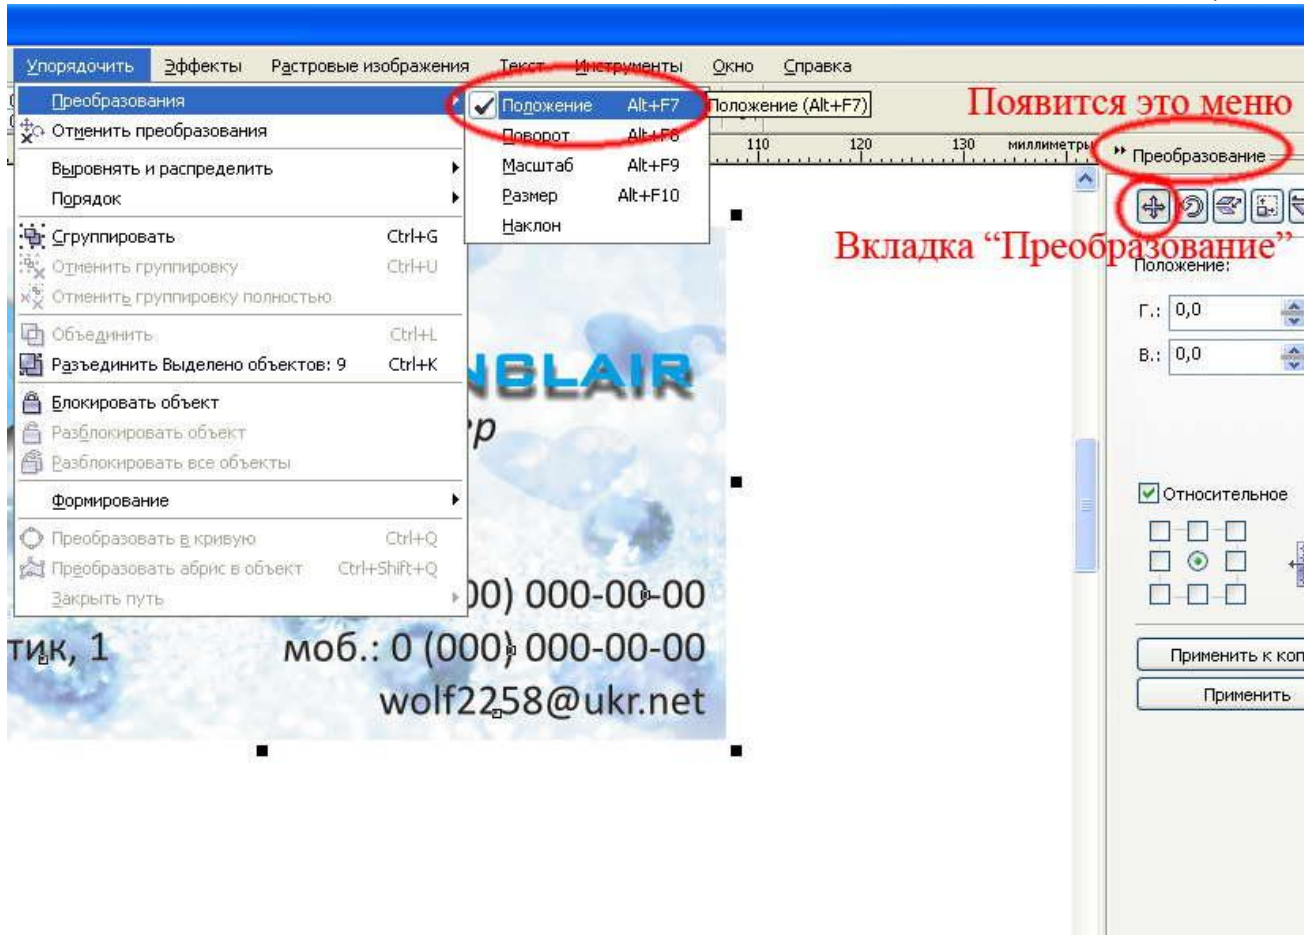 Упорядочить Эффекты Растровые изображения Текст Инструменты Окно Справка
Преобразования
Положение Alt+F7
Положение (Alt+F7)
Появится это меню
Отменить преобразования
Поворот Alt+F8
110 120 130 миллиметры
Преобразование
Выровнять и распределить
Масштаб Alt+F9
Порядок
Размер Alt+F10
Наклон
Сгруппировать Ctrl+G
Вкладка “Преобразование”
Отменить группировку Ctrl+U
Положение:
Отменить группировку полностью
Г.: 0,0
Объединить Ctrl+L
В.: 0,0
Разъединить Выделено объектов: 9 Ctrl+K
NCLAIR
Блокировать объект
Разблокировать объект
ер
Разблокировать все объекты
Формирование
Относительное
Преобразовать в кривую Ctrl+Q
Преобразовать абрис в объект Ctrl+Shift+Q
Закрыть путь
00) 000-00-00
тик, 1 моб.: 0 (000) 000-00-00
Применить к коп
Применить
wolf2258@ukr.net